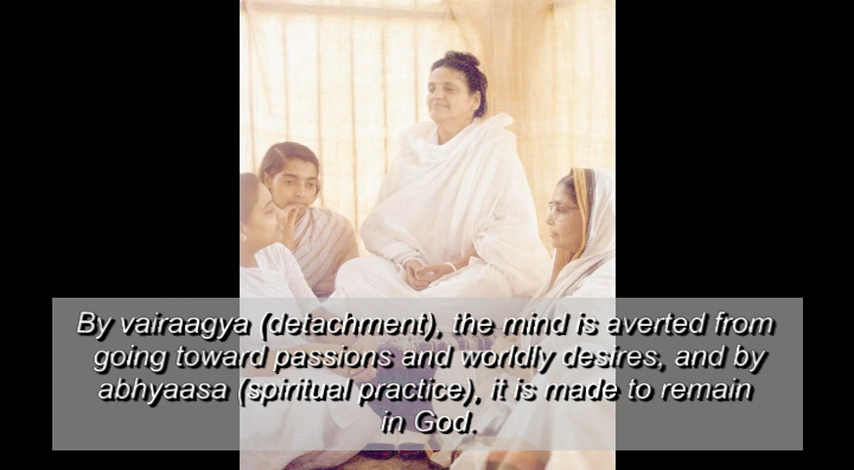 By vairaagya (detachment), the mind is averted from
going toward passions and worldly desires, and by
abhyaasa (spiritual practice), it is made to remain
in God.